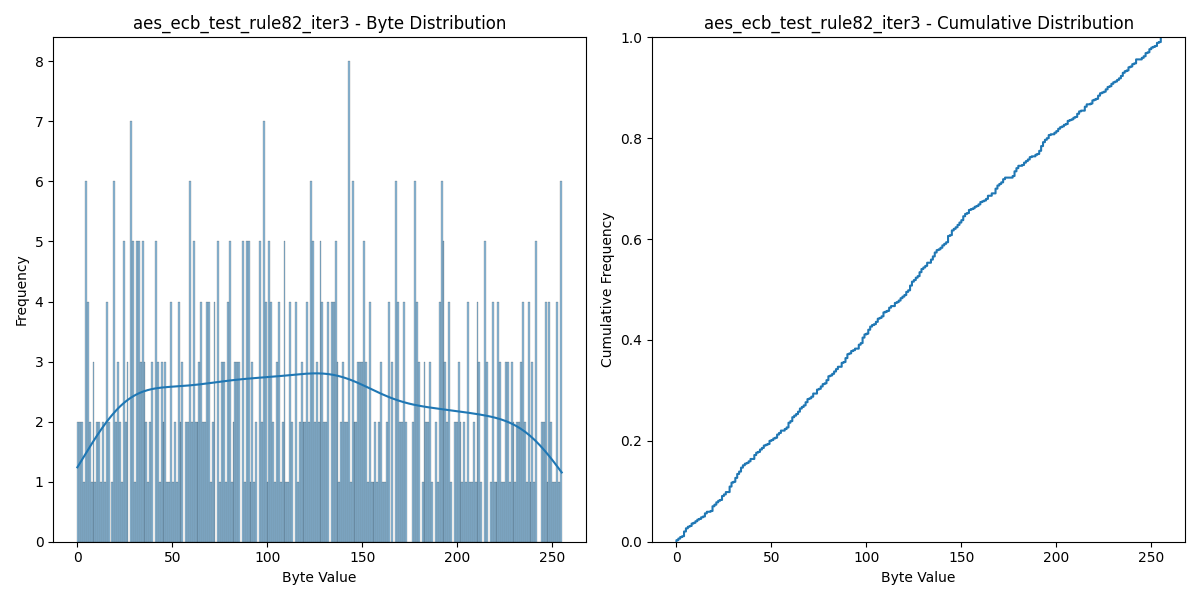 aes_ecb_test_rule82_iter3 - Byte Distribution
8
7
6
5
4
3
2
1
0
Frequency
0 50 100 150 200 250
Byte Value
aes_ecb_test_rule82_iter3 - Cumulative Distribution
1.0
0.8
0.6
0.4
0.2
0.0
Cumulative Frequency
0 50 100 150 200 250
Byte Value